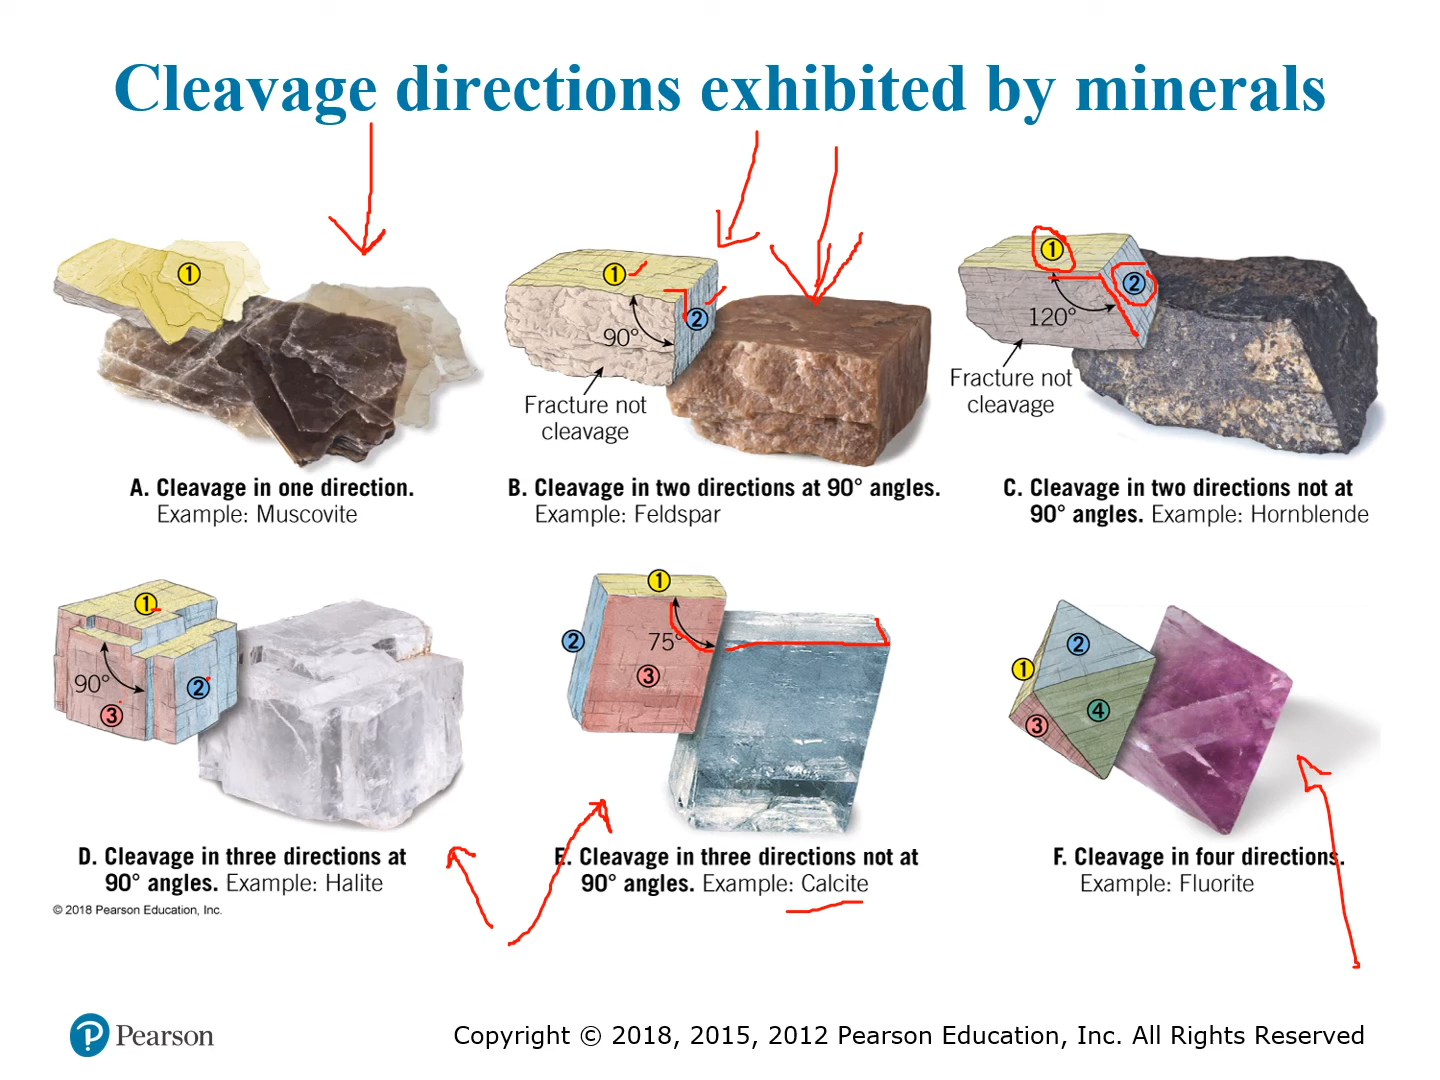 Cleavage directions exhibited by minerals
1
1
2
90°
Fracture not
cleavage
1
2
120°
Fracture not
cleavage
A. Cleavage in one direction.
Example: Muscovite
B. Cleavage in two directions at 90° angles.
Example: Feldspar
C. Cleavage in two directions not at
90° angles. Example: Hornblende
1
2
3
90°
1
2
3
75°
1
2
3
4
D. Cleavage in three directions at
90° angles. Example: Halite
E. Cleavage in three directions not at
90° angles. Example: Calcite
F. Cleavage in four directions.
Example: Fluorite
© 2018 Pearson Education, Inc.
P Pearson
Copyright © 2018, 2015, 2012 Pearson Education, Inc. All Rights Reserved